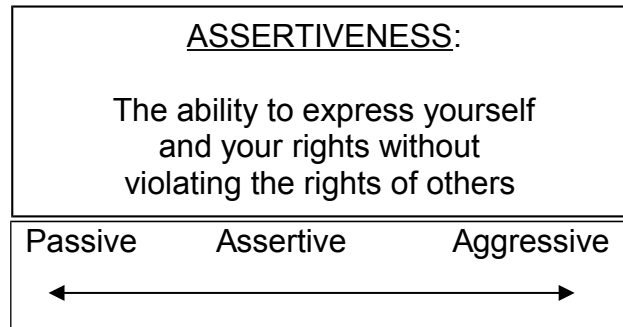 ASSERTIVENESS:
The ability to express yourself
and your rights without
violating the rights of others
Passive Assertive Aggressive